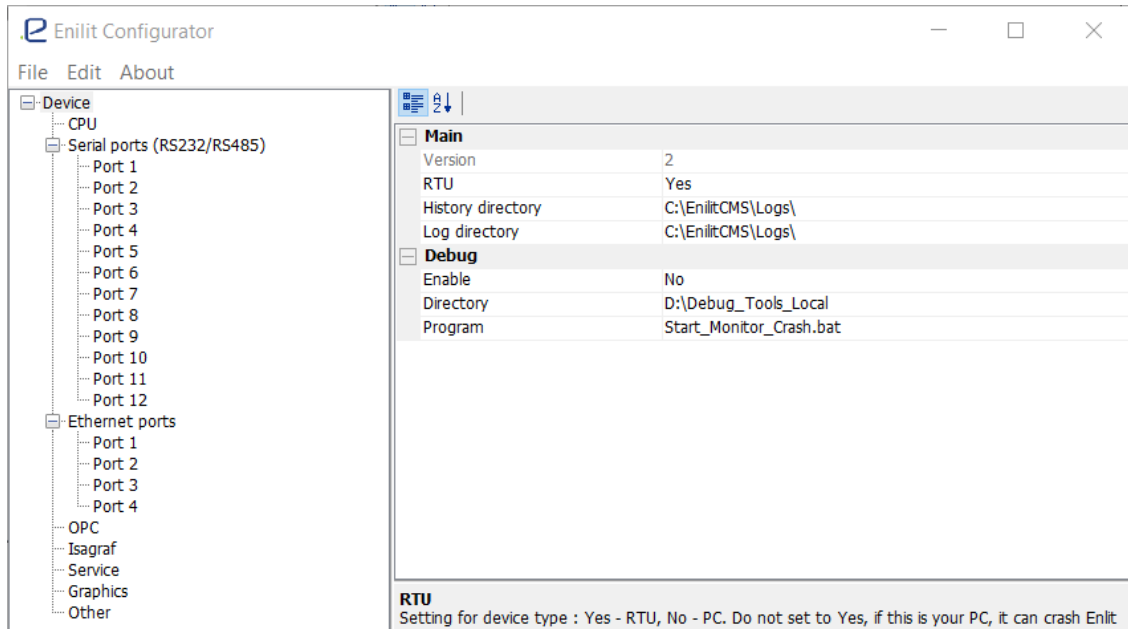 Enilit Configurator
File Edit About
Device
CPU
Serial ports (RS232/RS485)
Port 1
Port 2
Port 3
Port 4
Port 5
Port 6
Port 7
Port 8
Port 9
Port 10
Port 11
Port 12
Ethernet ports
Port 1
Port 2
Port 3
Port 4
OPC
Isagraf
Service
Graphics
Other
Main
Version 2
RTU Yes
History directory C:\EnilitCMS\Logs\
Log directory C:\EnilitCMS\Logs\
Debug
Enable No
Directory D:\Debug_Tools_Local
Program Start_Monitor_Crash.bat
RTU
Setting for device type : Yes - RTU, No - PC. Do not set to Yes, if this is your PC, it can crash Enlit